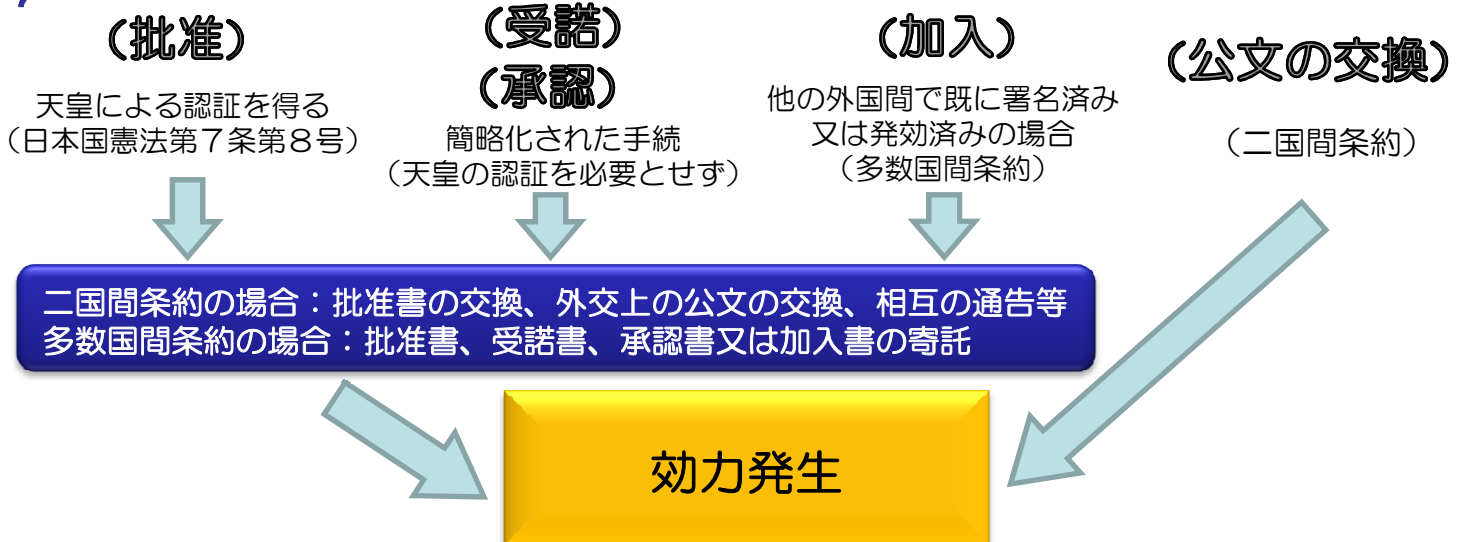 （批准）
天皇による認証を得る
（日本国憲法第７条第８号）
（受諾）
（承認）
簡略化された手続
（天皇の認証を必要とせず）
（加入）
他の外国間で既に署名済み
又は発効済みの場合
（多数国間条約）
（公文の交換）
（二国間条約）
二国間条約の場合：批准書の交換、外交上の公文の交換、相互の通告等
多数国間条約の場合：批准書、受諾書、承認書又は加入書の寄託
効力発生